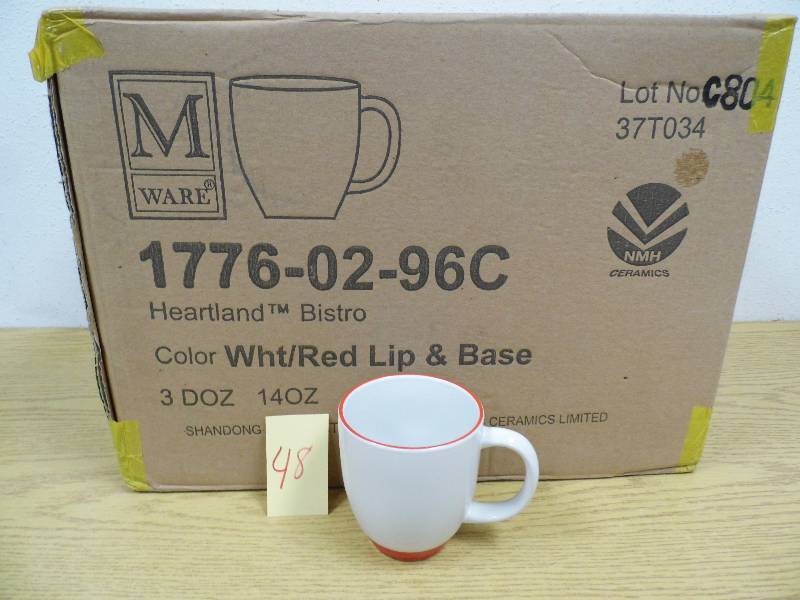 M
WARE®
Lot No C804
37T034
NMH
CERAMICS
1776-02-96C
Heartland™ Bistro
Color Wht/Red Lip & Base
3 DOZ 14OZ
SHANDONG CERAMICS LIMITED
48